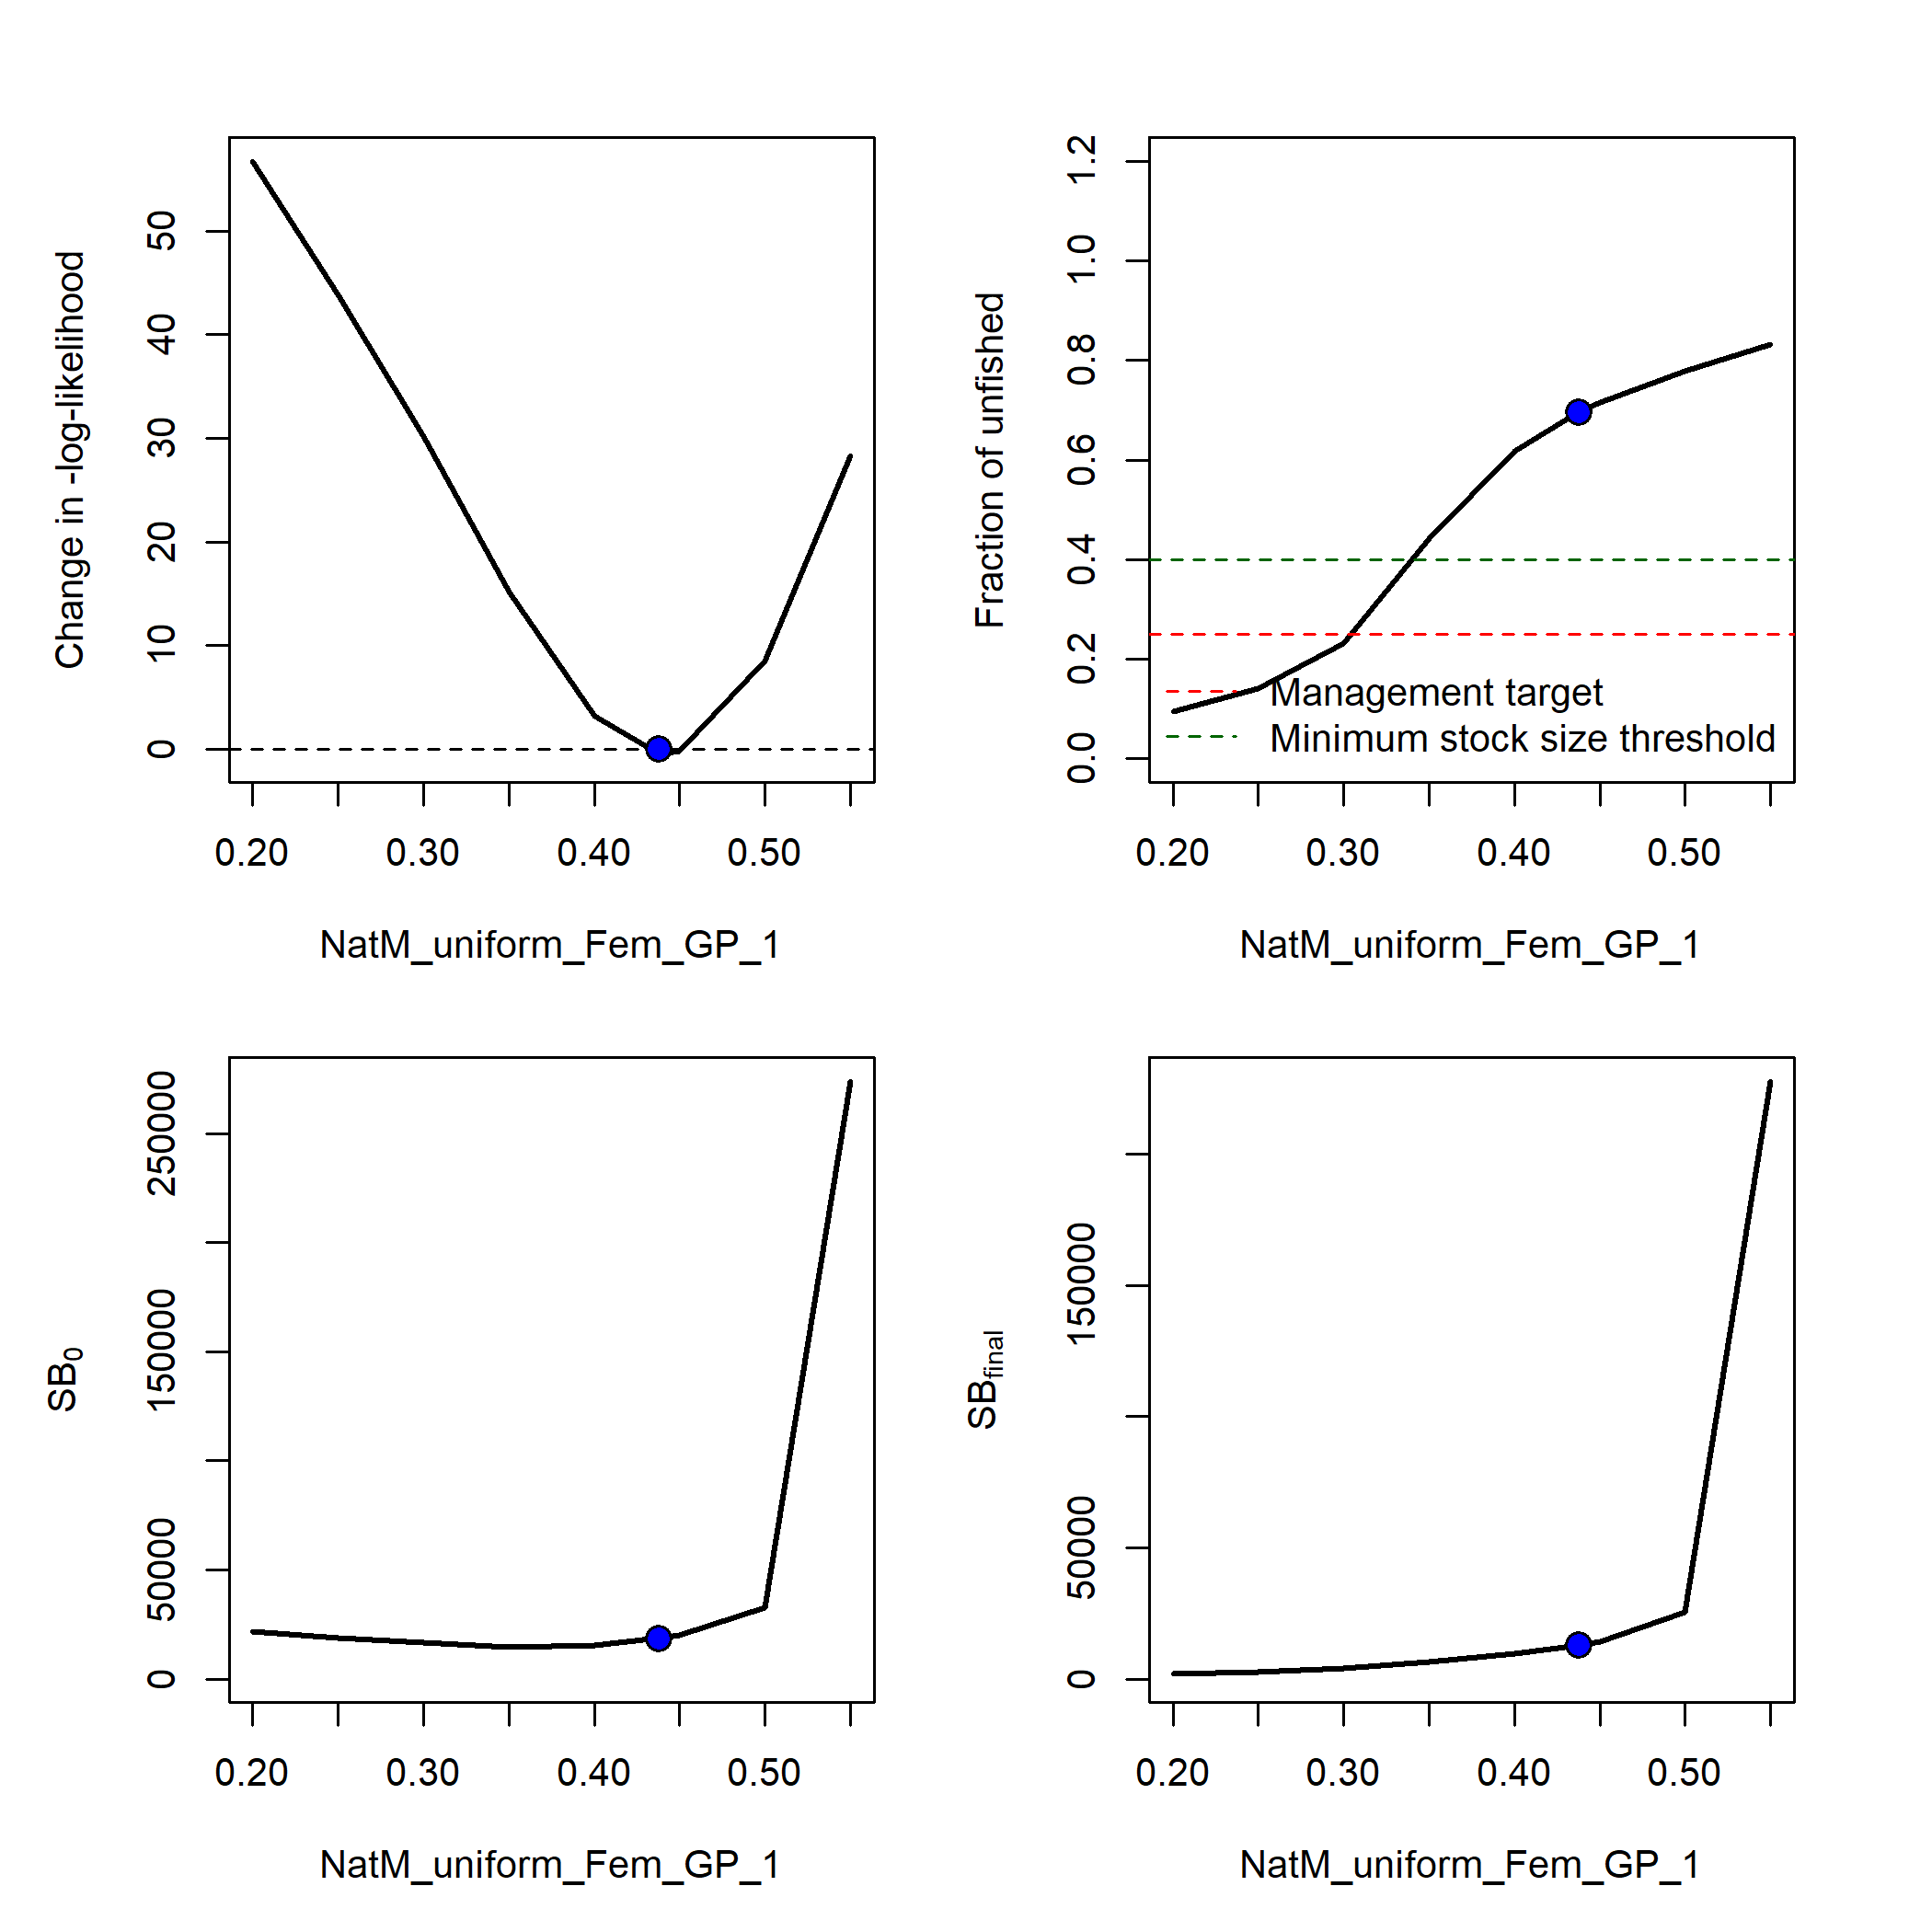 Change in -log-likelihood
0 10 20 30 40 50
0.20 0.30 0.40 0.50
NatM_uniform_Fem_GP_1
Fraction of unfished
0.0 0.2 0.4 0.6 0.8 1.0 1.2
Management target
Minimum stock size threshold
0.20 0.30 0.40 0.50
NatM_uniform_Fem_GP_1
SB0
0 50000 150000 250000
0.20 0.30 0.40 0.50
NatM_uniform_Fem_GP_1
SBfinal
0 50000 150000
0.20 0.30 0.40 0.50
NatM_uniform_Fem_GP_1